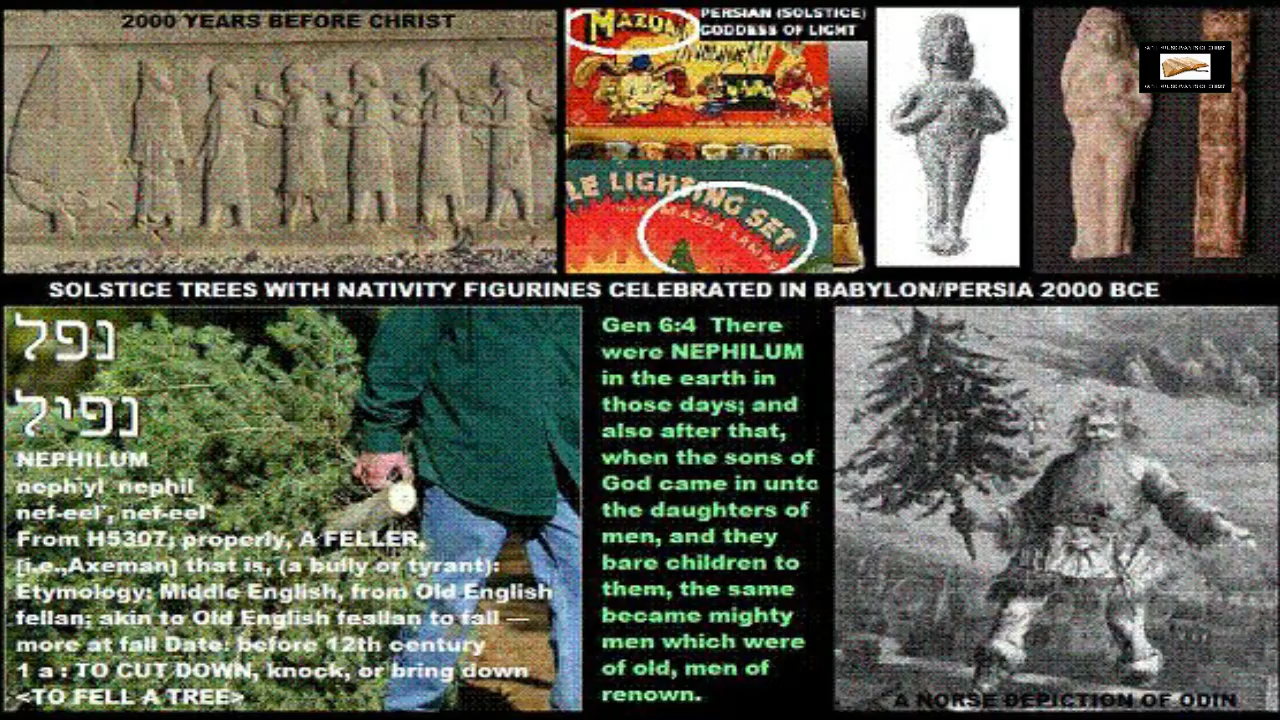 2000 YEARS BEFORE CHRIST
MAZDA
PERSIAN (SOLSTICE)
GODDESS OF LIGHT
LE LIGHTING SET
MAZDA LAMPS
SOLSTICE TREES WITH NATIVITY FIGURINES CELEBRATED IN BABYLON/PERSIA 2000 BCE
נפל
נפיל
NEPHILUM
nephiyl nephil
nef-eel', nef-eel'
From H5307; properly, A FELLER,
[i.e.,Axeman] that is, (a bully or tyrant):
Etymology: Middle English, from Old English
fellan; akin to Old English feallan to fall —
more at fall Date: before 12th century
1 a : TO CUT DOWN, knock, or bring down
<TO FELL A TREE>
Gen 6:4 There
were NEPHILUM
in the earth in
those days; and
also after that,
when the sons of
God came in unto
the daughters of
men, and they
bare children to
them, the same
became mighty
men which were
of old, men of
renown.
A NORSE DEPICTION OF ODIN